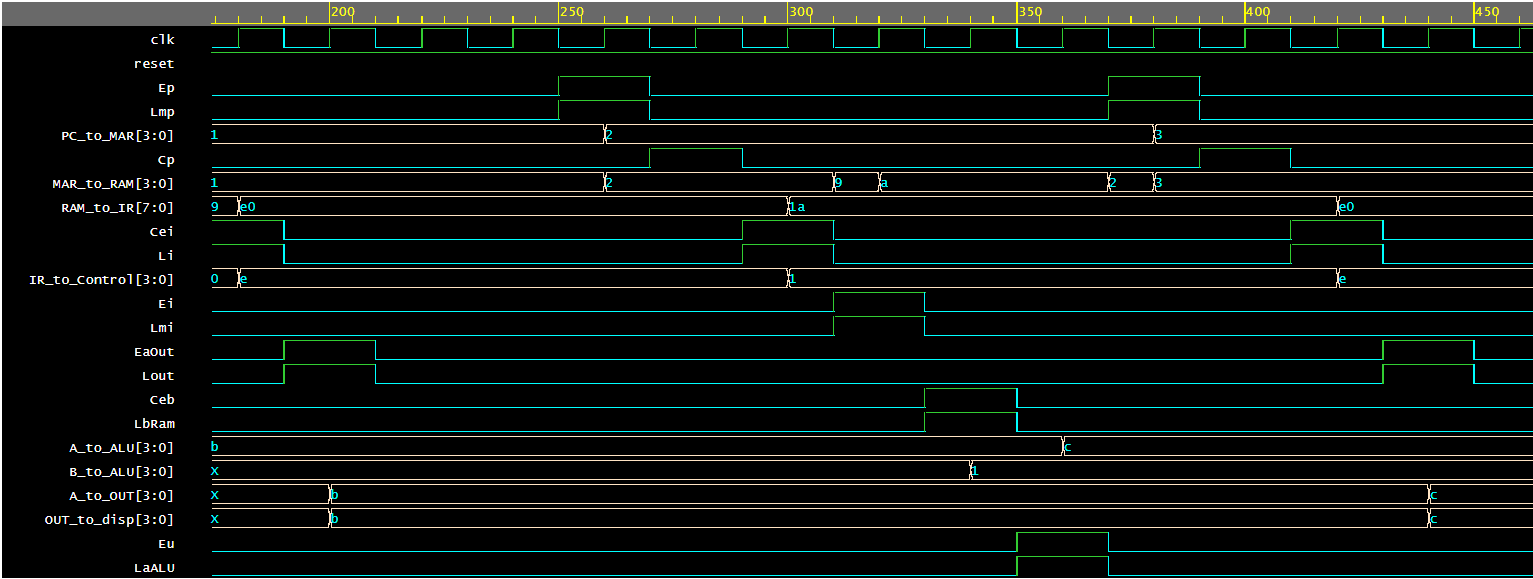 200 250 300 350 400 450
clk
reset
Ep
Lmp
PC_to_MAR[3:0] 1 2 3
Cp
MAR_to_RAM[3:0] 1 2 9 a 2 3
RAM_to_IR[7:0] 9 e0 1a e0
Cei
Li
IR_to_Control[3:0] 0 e 1 e
Ei
Lmi
EaOut
Lout
Ceb
LbRam
A_to_ALU[3:0] b c
B_to_ALU[3:0] x 1
A_to_OUT[3:0] x b c
OUT_to_disp[3:0] x b c
Eu
LaALU